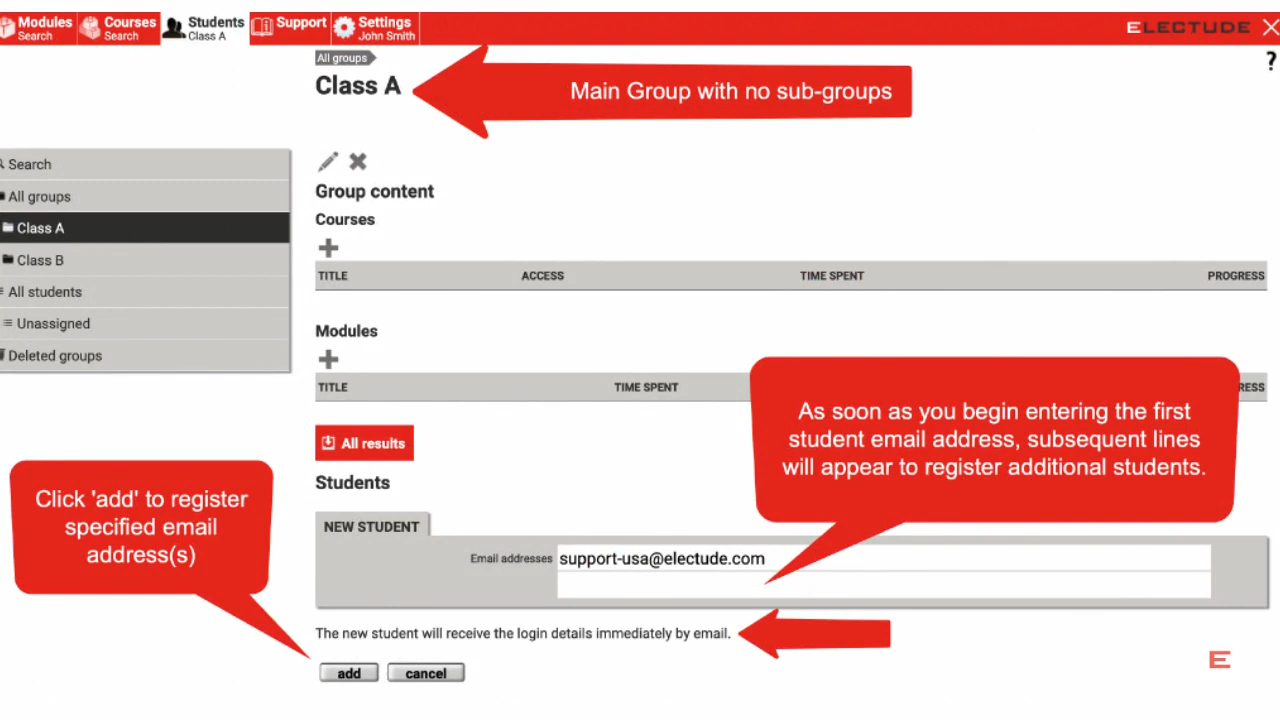 Modules
Search
Courses
Search
Students
Class A
Support
Settings
John Smith
ELECTUDE
?
All groups
Class A
Main Group with no sub-groups
Search
All groups
Class A
Class B
All students
Unassigned
Deleted groups
Group content
Courses
TITLE ACCESS TIME SPENT PROGRESS
Modules
TITLE TIME SPENT RESS
As soon as you begin entering the first
student email address, subsequent lines
will appear to register additional students.
All results
Click 'add' to register
specified email
address(s)
Students
NEW STUDENT
Email addresses support-usa@electude.com
The new student will receive the login details immediately by email.
add cancel
E